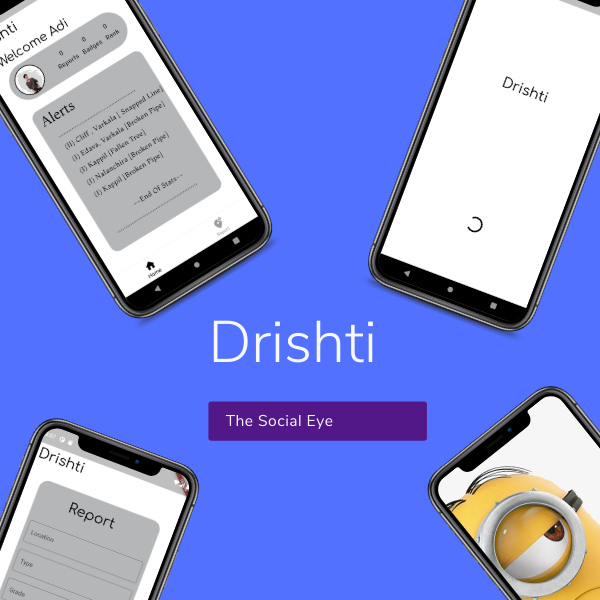 Drishti
Welcome Adi
0 0 0
Reports Badges Rank
Alerts
(II) Cliff , Varkala [ Snapped Line]
(I) Edava, Varkala [Broken Pipe]
(I) Kappil [Fallen Tree]
(I) Nalanchira [Broken Pipe]
(I) Kappil [Broken Pipe]
---End Of Stats---
Home
Report
Drishti
Drishti
The Social Eye
Drishti
Report
Location
Type
Grade